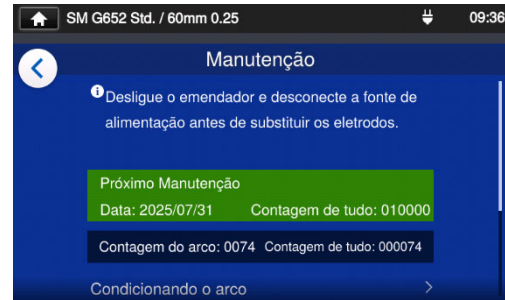 SM G652 Std. / 60mm 0.25 09:36
Manutenção
Desligue o emendador e desconecte a fonte de
alimentação antes de substituir os eletrodos.
Próximo Manutenção
Data: 2025/07/31 Contagem de tudo: 010000
Contagem do arco: 0074 Contagem de tudo: 000074
Condicionando o arco